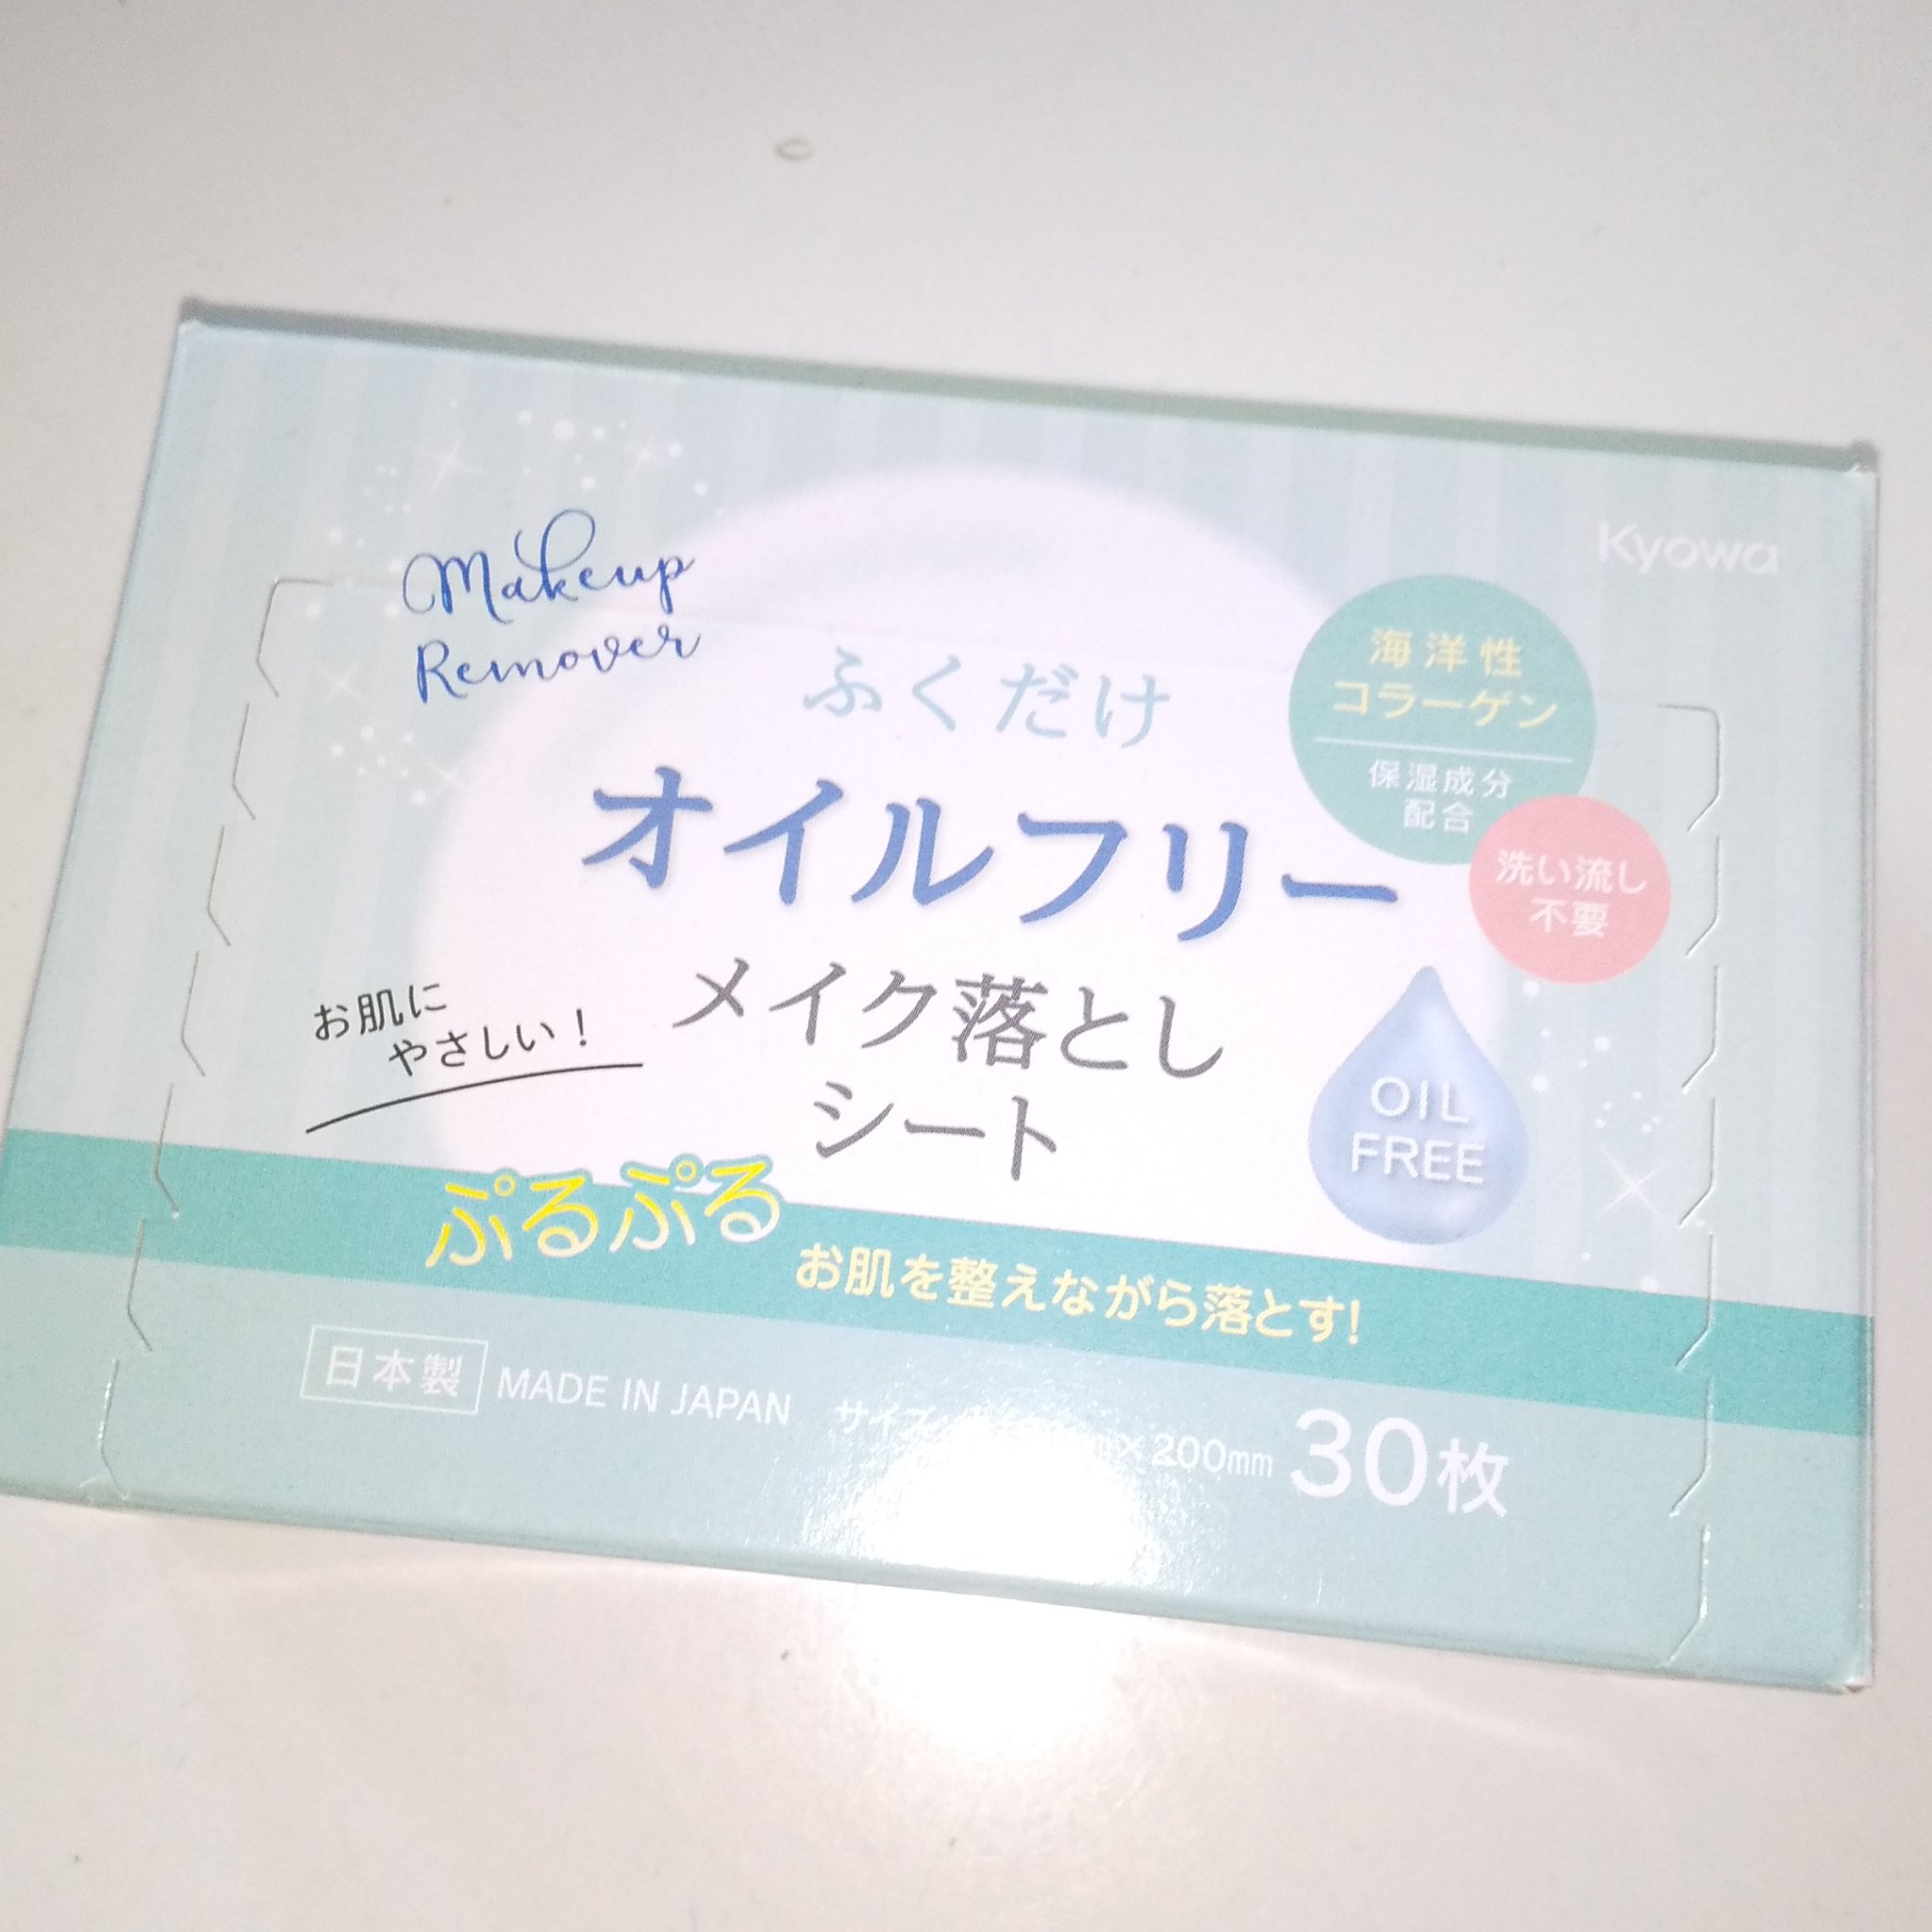 Kyowa
Makeup
Remover
ふくだけ
オイルフリー
メイク落とし
シート
海洋性
コラーゲン
保湿成分
配合
洗い流し
不要
お肌に
やさしい！
OIL
FREE
ぷるぷる
お肌を整えながら落とす！
日本製 MADE IN JAPAN サイズ ×200mm 30枚